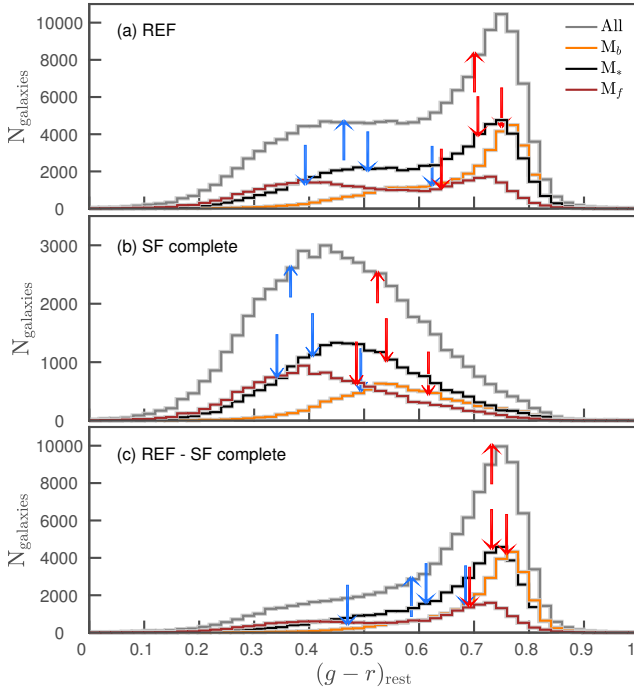 (a) REF
All
M_b
M_*
M_f
N_galaxies
10000
8000
6000
4000
2000
0
(b) SF complete
N_galaxies
3000
2000
1000
0
(c) REF - SF complete
N_galaxies
10000
8000
6000
4000
2000
0
0 0.1 0.2 0.3 0.4 0.5 0.6 0.7 0.8 0.9 1
(g − r)_rest